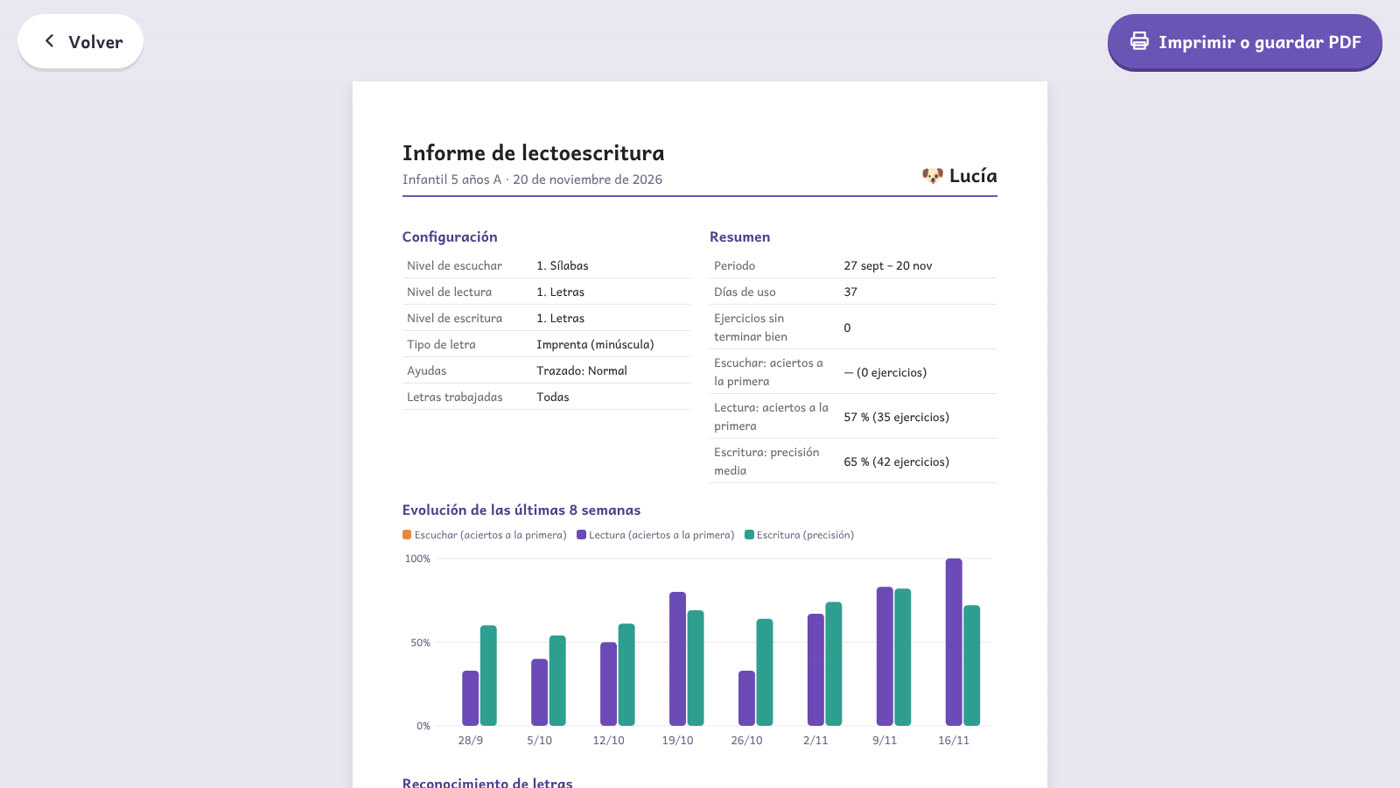 Volver
Imprimir o guardar PDF
Informe de lectoescritura
Infantil 5 años A · 20 de noviembre de 2026
🐶 Lucía
Configuración
Nivel de escuchar 1. Sílabas
Nivel de lectura 1. Letras
Nivel de escritura 1. Letras
Tipo de letra Imprenta (minúscula)
Ayudas Trazado: Normal
Letras trabajadas Todas
Resumen
Periodo 27 sept – 20 nov
Días de uso 37
Ejercicios sin
terminar bien 0
Escuchar: aciertos a
la primera — (0 ejercicios)
Lectura: aciertos a la
primera 57 % (35 ejercicios)
Escritura: precisión
media 65 % (42 ejercicios)
Evolución de las últimas 8 semanas
Escuchar (aciertos a la primera) Lectura (aciertos a la primera) Escritura (precisión)
100%
50%
0%
28/9 5/10 12/10 19/10 26/10 2/11 9/11 16/11
Reconocimiento de letras